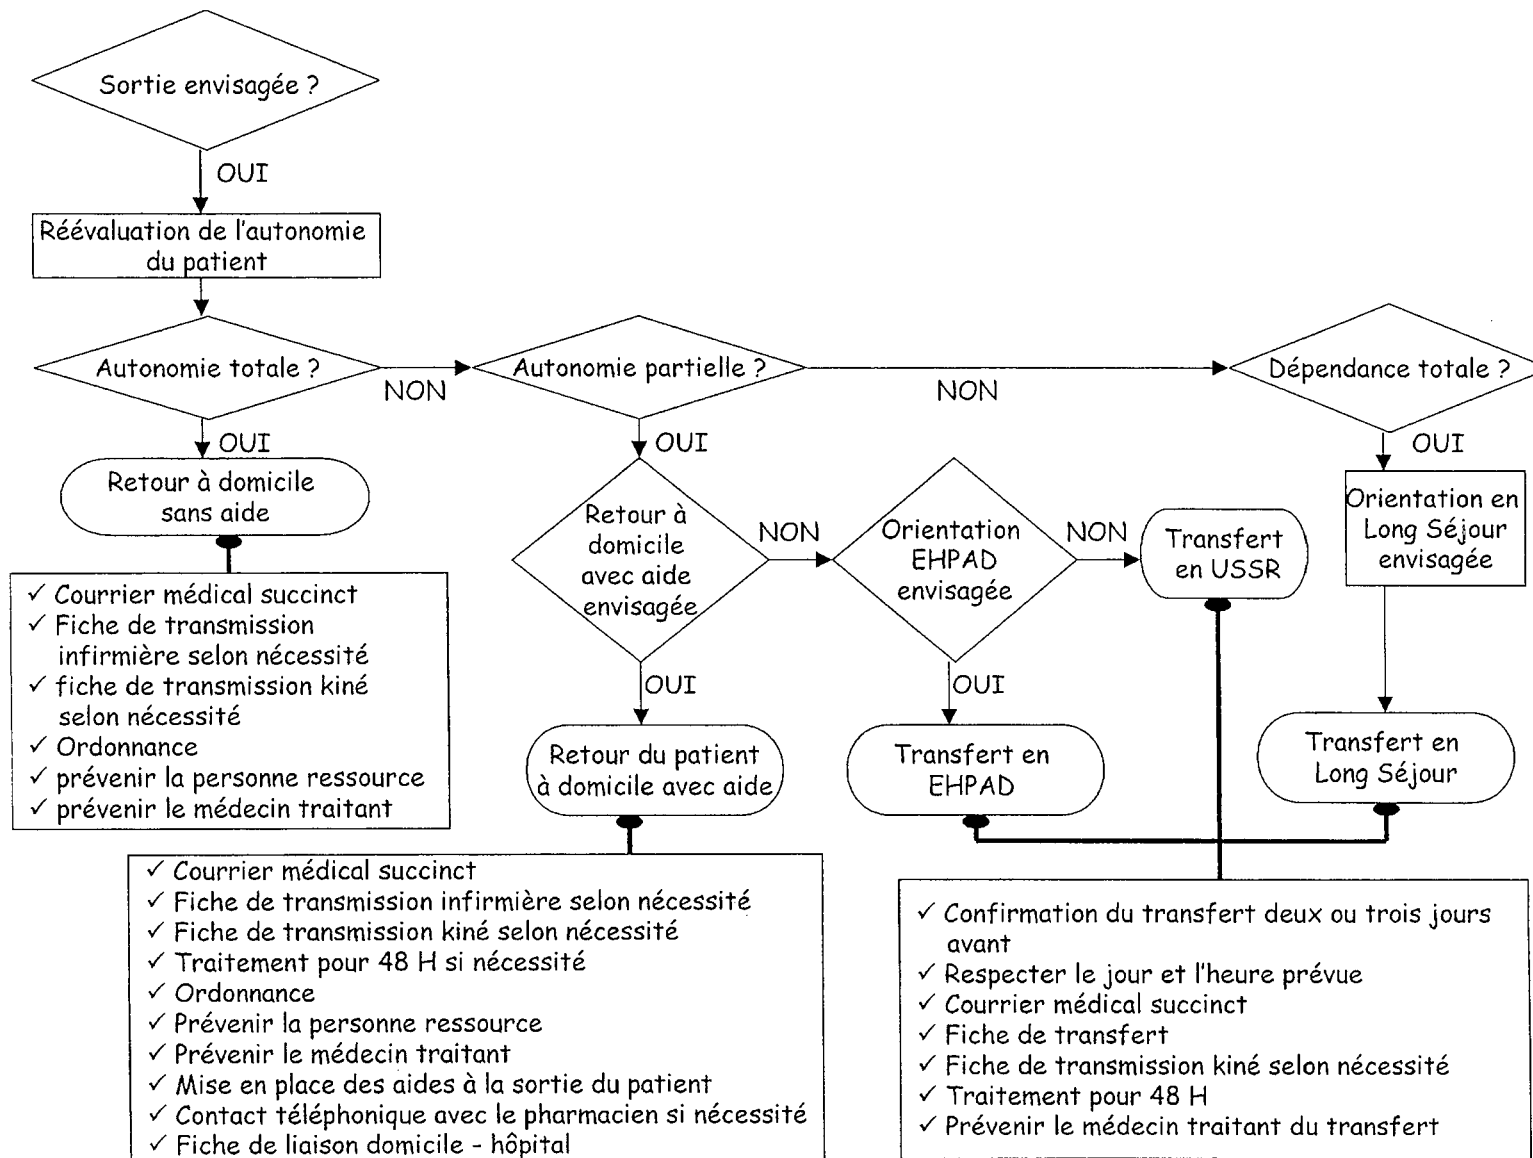 Sortie envisagée ?
OUI
Réévaluation de l'autonomie
du patient
Autonomie totale ?
NON
Autonomie partielle ?
NON
Dépendance totale ?
OUI
OUI
OUI
Retour à domicile
sans aide
Retour à
domicile
avec aide
envisagée
NON
Orientation
EHPAD
envisagée
NON
Transfert
en USSR
Orientation en
Long Séjour
envisagée
✓ Courrier médical succinct
✓ Fiche de transmission
infirmière selon nécessité
✓ fiche de transmission kiné
selon nécessité
✓ Ordonnance
✓ prévenir la personne ressource
✓ prévenir le médecin traitant
OUI
OUI
Retour du patient
à domicile avec aide
Transfert en
EHPAD
Transfert en
Long Séjour
✓ Courrier médical succinct
✓ Fiche de transmission infirmière selon nécessité
✓ Fiche de transmission kiné selon nécessité
✓ Traitement pour 48 H si nécessité
✓ Ordonnance
✓ Prévenir la personne ressource
✓ Prévenir le médecin traitant
✓ Mise en place des aides à la sortie du patient
✓ Contact téléphonique avec le pharmacien si nécessité
✓ Fiche de liaison domicile - hôpital
✓ Confirmation du transfert deux ou trois jours
avant
✓ Respecter le jour et l'heure prévue
✓ Courrier médical succinct
✓ Fiche de transfert
✓ Fiche de transmission kiné selon nécessité
✓ Traitement pour 48 H
✓ Prévenir le médecin traitant du transfert